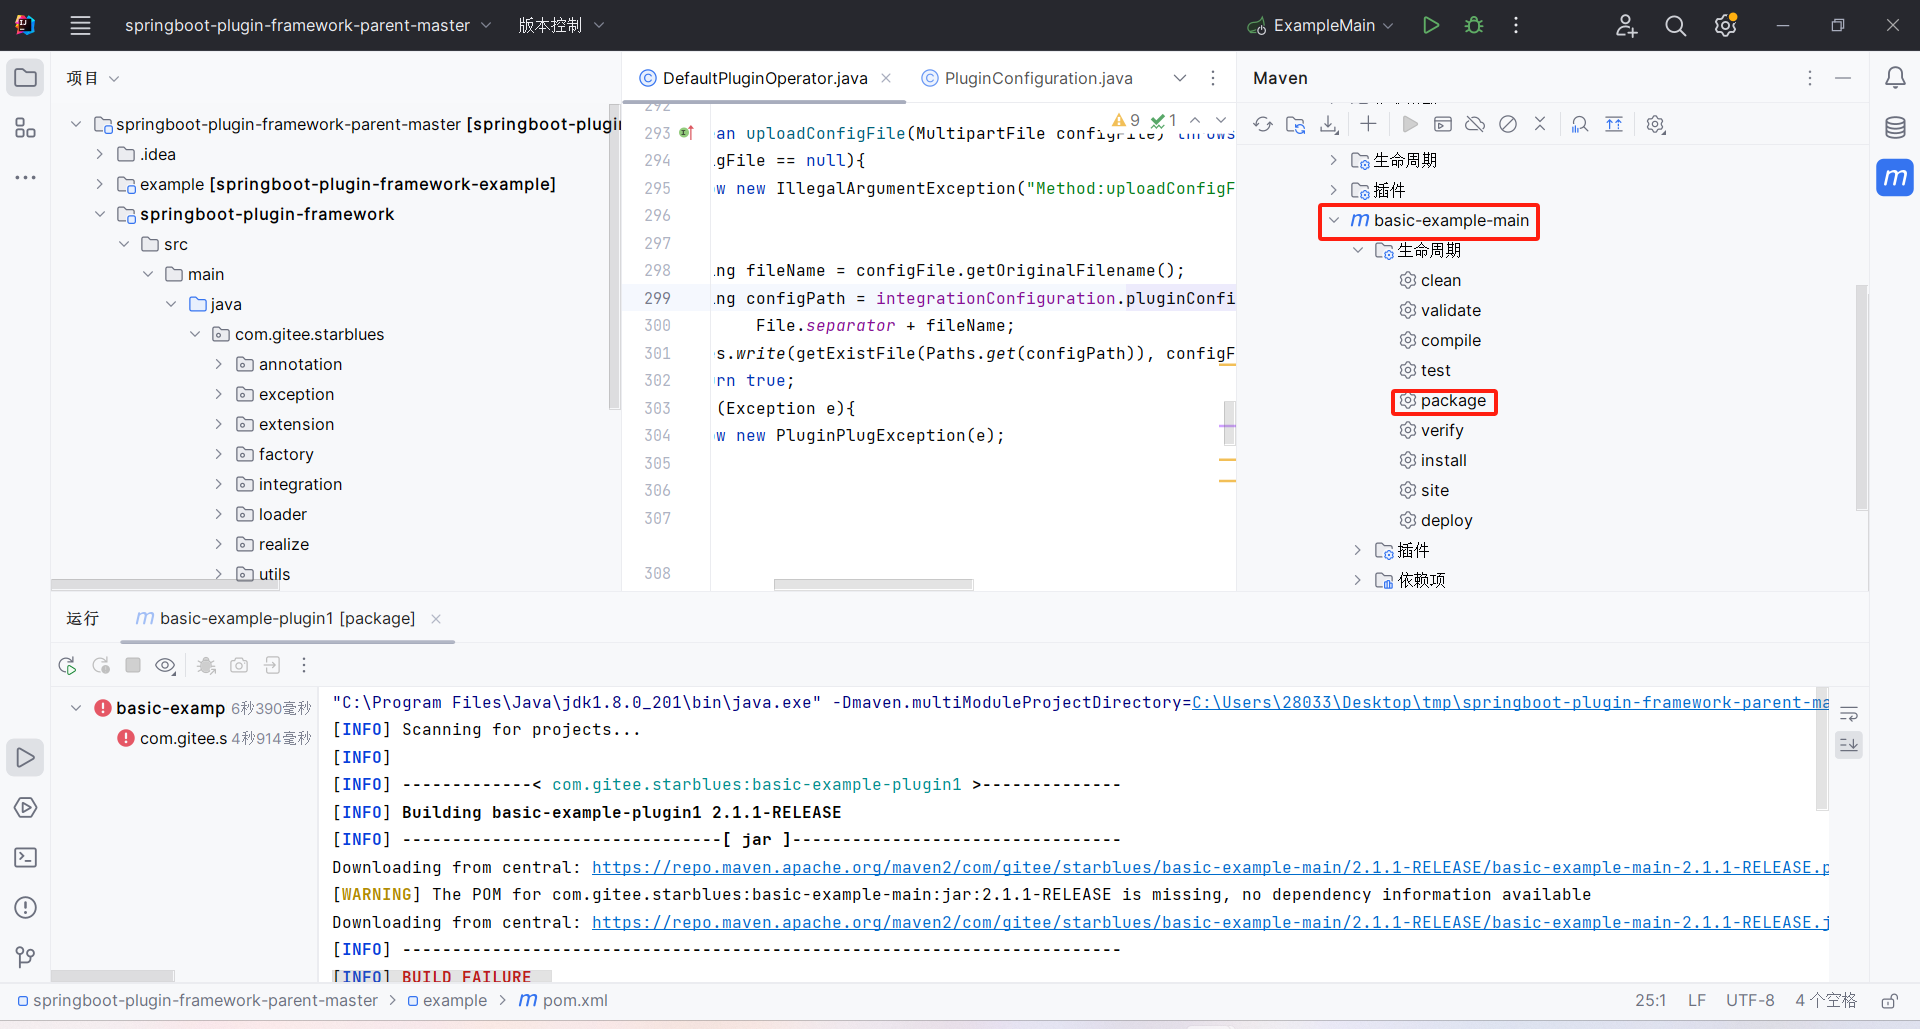 springboot-plugin-framework-parent-master 版本控制 ExampleMain
项目
springboot-plugin-framework-parent-master [springboot-plugin
.idea
example [springboot-plugin-framework-example]
springboot-plugin-framework
src
main
java
com.gitee.starblues
annotation
exception
extension
factory
integration
loader
realize
utils
DefaultPluginOperator.java PluginConfiguration.java
292
293 an uploadConfigFile(MultipartFile configFile) throws
9 1
294 gFile == null){
295 w new IllegalArgumentException("Method:uploadConfigF
296
297
298 ng fileName = configFile.getOriginalFilename();
299 ng configPath = integrationConfiguration.pluginConfi
300 File.separator + fileName;
301 s.write(getExistFile(Paths.get(configPath)), configF
302 rn true;
303 (Exception e){
304 w new PluginPlugException(e);
305
306
307
308
Maven
生命周期
插件
basic-example-main
生命周期
clean
validate
compile
test
package
verify
install
site
deploy
插件
依赖项
运行 basic-example-plugin1 [package]
basic-examp 6秒390毫秒
com.gitee.s 4秒914毫秒
"C:\Program Files\Java\jdk1.8.0_201\bin\java.exe" -Dmaven.multiModuleProjectDirectory=C:\Users\28033\Desktop\tmp\springboot-plugin-framework-parent-ma
[INFO] Scanning for projects...
[INFO]
[INFO] -------------< com.gitee.starblues:basic-example-plugin1 >--------------
[INFO] Building basic-example-plugin1 2.1.1-RELEASE
[INFO] --------------------------------[ jar ]---------------------------------
Downloading from central: https://repo.maven.apache.org/maven2/com/gitee/starblues/basic-example-main/2.1.1-RELEASE/basic-example-main-2.1.1-RELEASE.p
[WARNING] The POM for com.gitee.starblues:basic-example-main:jar:2.1.1-RELEASE is missing, no dependency information available
Downloading from central: https://repo.maven.apache.org/maven2/com/gitee/starblues/basic-example-main/2.1.1-RELEASE/basic-example-main-2.1.1-RELEASE.j
[INFO] ------------------------------------------------------------------------
[INFO] BUILD FAILURE
springboot-plugin-framework-parent-master > example > pom.xml
25:1 LF UTF-8 4 个空格